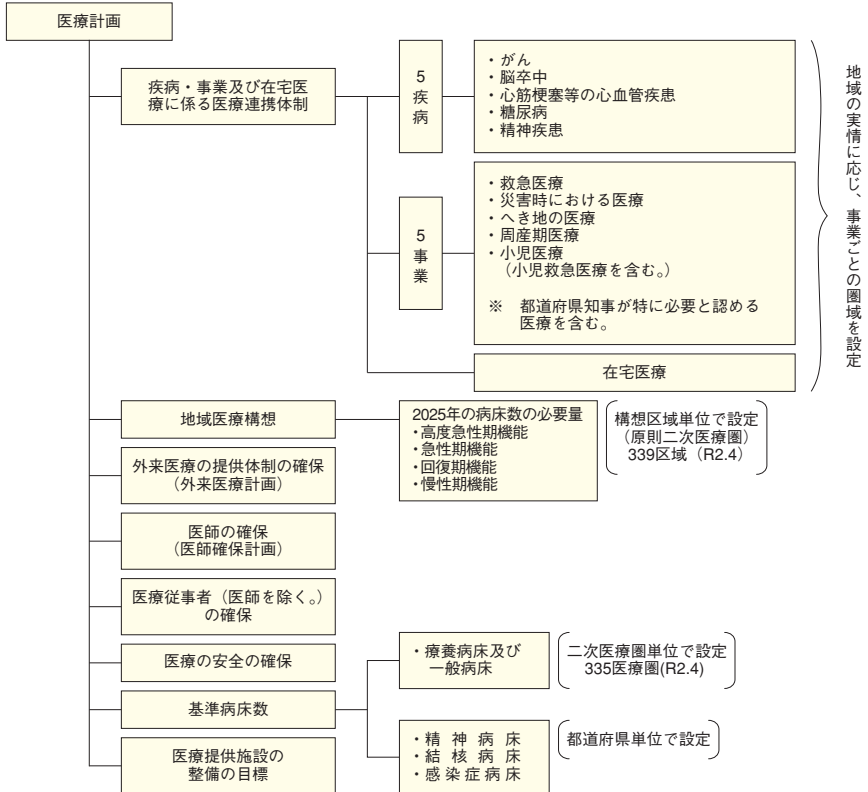 医療計画
疾病・事業及び在宅医
療に係る医療連携体制
5
疾
病
・がん
・脳卒中
・心筋梗塞等の心血管疾患
・糖尿病
・精神疾患
5
事
業
・救急医療
・災害時における医療
・へき地の医療
・周産期医療
・小児医療
（小児救急医療を含む。）
※　都道府県知事が特に必要と認める
医療を含む。
在宅医療
地域の実情に応じ、事業ごとの圏域を設定
地域医療構想
2025年の病床数の必要量
・高度急性期機能
・急性期機能
・回復期機能
・慢性期機能
構想区域単位で設定
（原則二次医療圏）
339区域（R2.4）
外来医療の提供体制の確保
（外来医療計画）
医師の確保
（医師確保計画）
医療従事者（医師を除く。）
の確保
医療の安全の確保
基準病床数
・療養病床及び
一般病床
二次医療圏単位で設定
335医療圏(R2.4)
・精神病床
・結核病床
・感染症病床
都道府県単位で設定
医療提供施設の
整備の目標